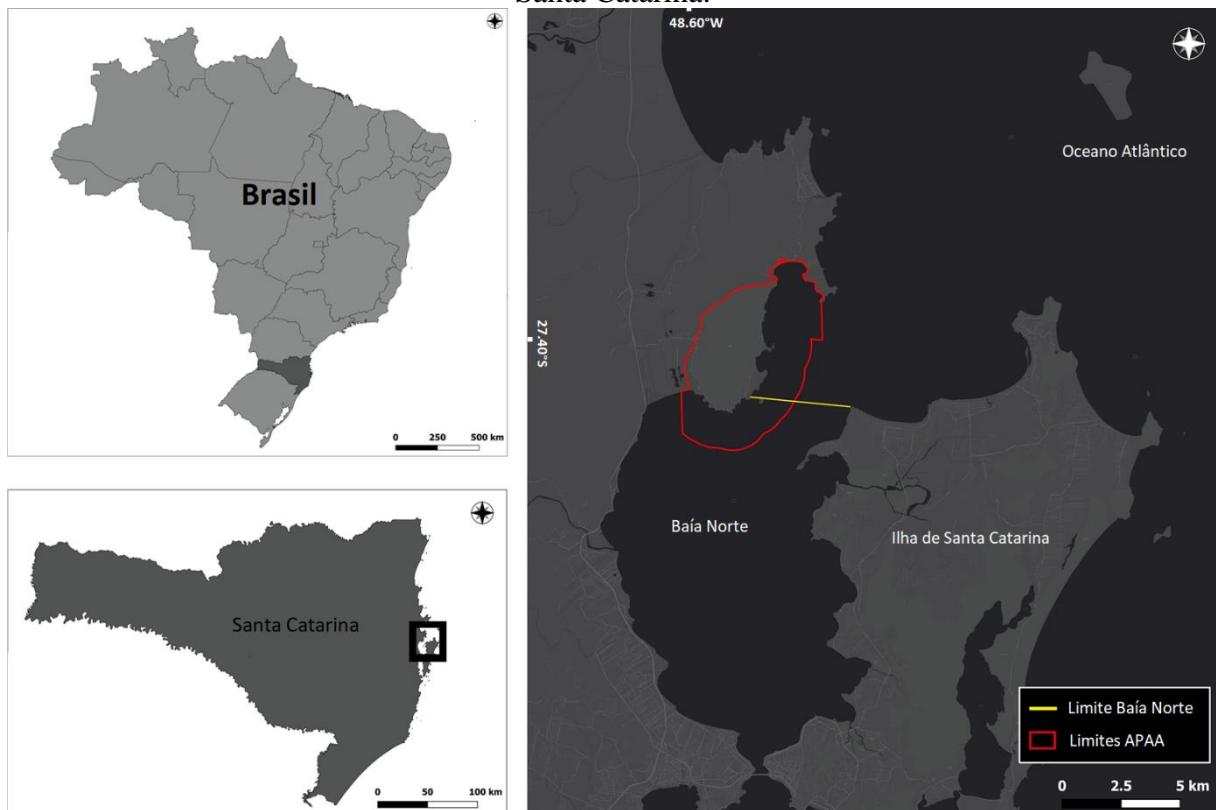 Santa Catarina.
Brasil
0 250 500 km
Santa Catarina
0 50 100 km
48.60°W
Oceano Atlântico
27.40°S
Baía Norte
Ilha de Santa Catarina
Limite Baía Norte
Limites APAA
0 2.5 5 km